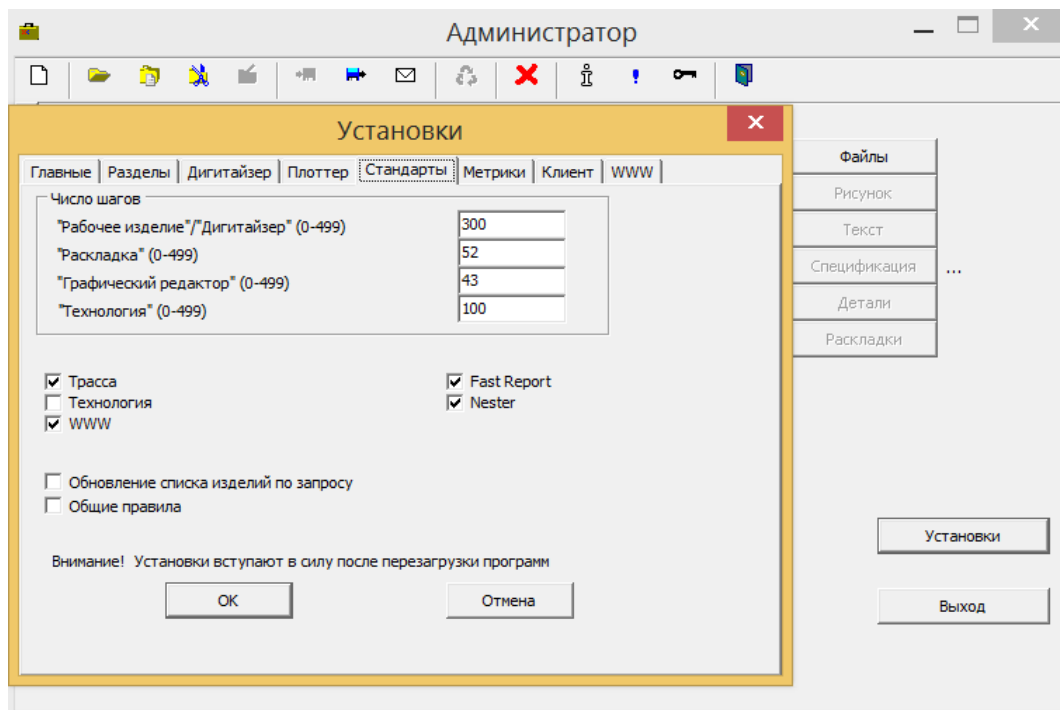 Администратор
Установки
Главные Разделы Дигитайзер Плоттер Стандарты Метрики Клиент WWW
Число шагов
"Рабочее изделие"/"Дигитайзер" (0-499) 300
"Раскладка" (0-499) 52
"Графический редактор" (0-499) 43
"Технология" (0-499) 100
Трасса
Технология
WWW
Fast Report
Nester
Обновление списка изделий по запросу
Общие правила
Внимание! Установки вступают в силу после перезагрузки программ
OK Отмена
Файлы
Рисунок
Текст
Спецификация ...
Детали
Раскладки
Установки
Выход